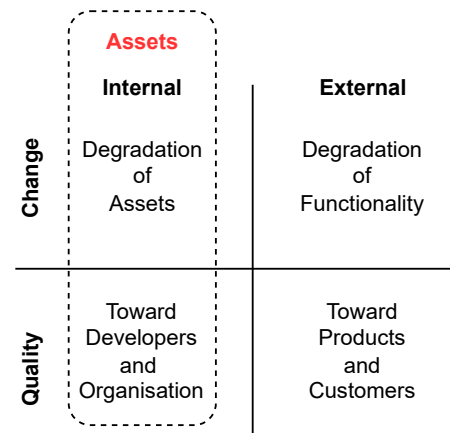 Assets
Internal
External
Change
Degradation
of
Assets
Degradation
of
Functionality
Quality
Toward
Developers
and
Organisation
Toward
Products
and
Customers